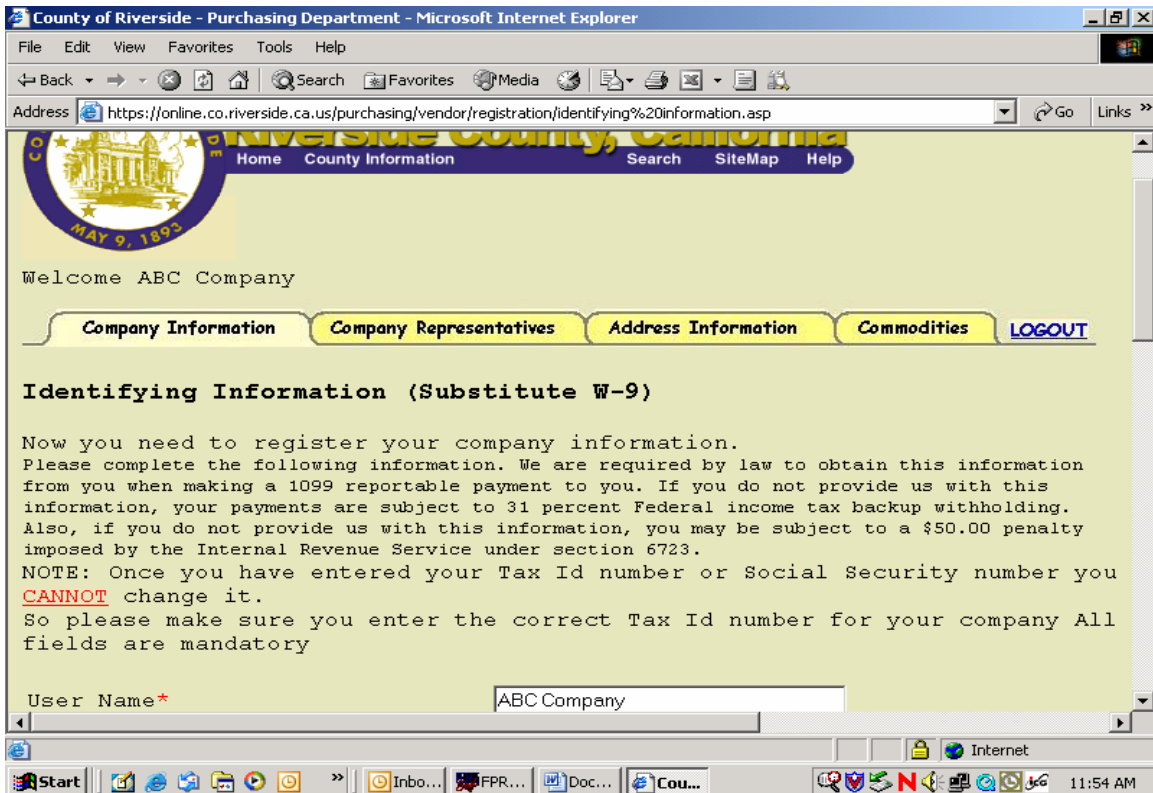 County of Riverside - Purchasing Department - Microsoft Internet Explorer
File Edit View Favorites Tools Help
Back Search Favorites Media
Address https://online.co.riverside.ca.us/purchasing/vendor/registration/identifying%20information.asp Go Links »
Riverside County, California
Home County Information Search SiteMap Help
MAY 9, 1893
Welcome ABC Company
Company Information Company Representatives Address Information Commodities LOGOUT
Identifying Information (Substitute W-9)
Now you need to register your company information.
Please complete the following information. We are required by law to obtain this information
from you when making a 1099 reportable payment to you. If you do not provide us with this
information, your payments are subject to 31 percent Federal income tax backup withholding.
Also, if you do not provide us with this information, you may be subject to a $50.00 penalty
imposed by the Internal Revenue Service under section 6723.
NOTE: Once you have entered your Tax Id number or Social Security number you
CANNOT change it.
So please make sure you enter the correct Tax Id number for your company All
fields are mandatory
User Name* ABC Company
Internet
Start » Inbo... FPR... Doc... Cou... 11:54 AM